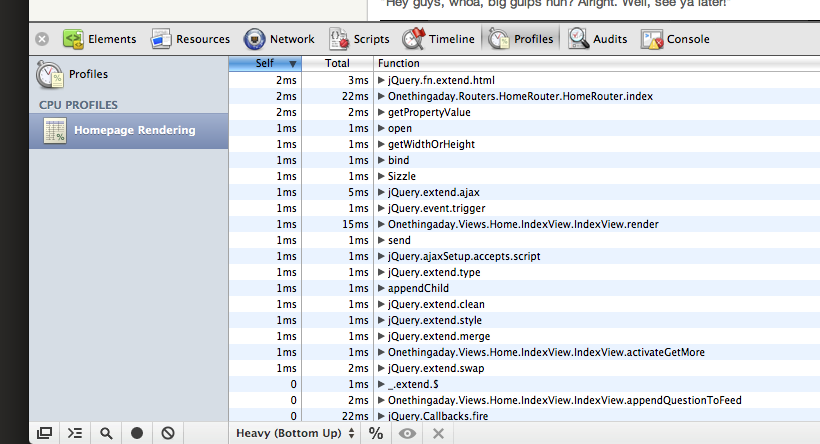 "Hey guys, whoa, big gulps huh? Alright. Well, see ya later!"
Elements Resources Network Scripts Timeline Profiles Audits Console
Profiles
CPU PROFILES
Homepage Rendering
Self Total Function
2ms 3ms jQuery.fn.extend.html
2ms 22ms Onethingaday.Routers.HomeRouter.HomeRouter.index
2ms 2ms getPropertyValue
1ms 1ms open
1ms 1ms getWidthOrHeight
1ms 1ms bind
1ms 1ms Sizzle
1ms 5ms jQuery.extend.ajax
1ms 1ms jQuery.event.trigger
1ms 15ms Onethingaday.Views.Home.IndexView.IndexView.render
1ms 1ms send
1ms 1ms jQuery.ajaxSetup.accepts.script
1ms 1ms jQuery.extend.type
1ms 1ms appendChild
1ms 1ms jQuery.extend.clean
1ms 1ms jQuery.extend.style
1ms 1ms jQuery.extend.merge
1ms 1ms Onethingaday.Views.Home.IndexView.IndexView.activateGetMore
1ms 2ms jQuery.extend.swap
0 1ms _.extend.$
0 2ms Onethingaday.Views.Home.IndexView.IndexView.appendQuestionToFeed
0 22ms jQuery.Callbacks.fire
Heavy (Bottom Up) %